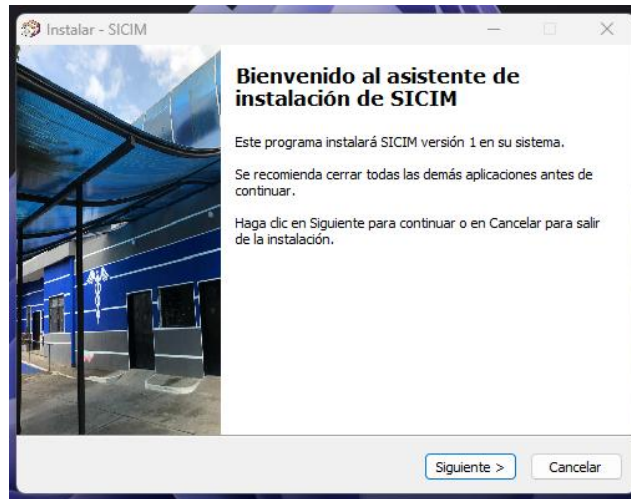 Instalar - SICIM
Bienvenido al asistente de
instalación de SICIM
Este programa instalará SICIM versión 1 en su sistema.
Se recomienda cerrar todas las demás aplicaciones antes de
continuar.
Haga clic en Siguiente para continuar o en Cancelar para salir
de la instalación.
Siguiente >
Cancelar